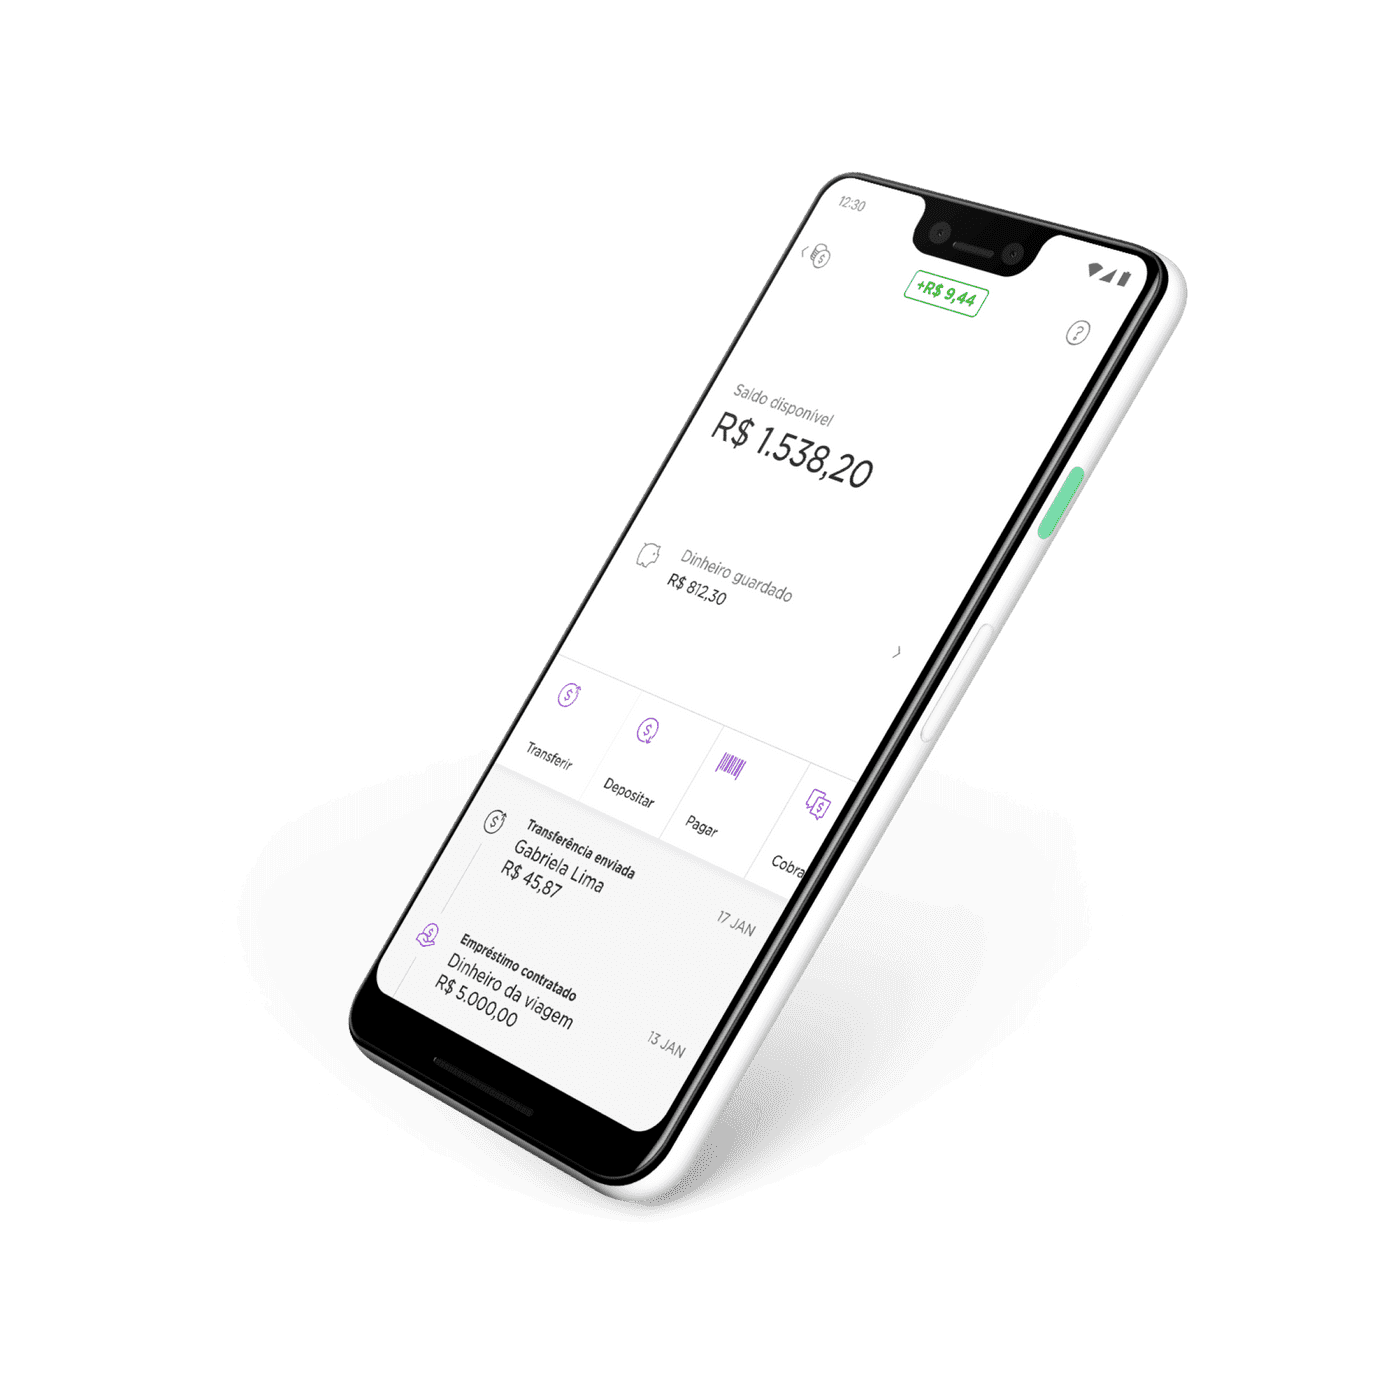 12:30
+R$ 9,44
Saldo disponível
R$ 1.538,20
Dinheiro guardado
R$ 812,30
Transferir
Depositar
Pagar
Cobra
Transferência enviada
Gabriela Lima
R$ 45,87
17 JAN
Empréstimo contratado
Dinheiro da viagem
R$ 5.000,00
13 JAN